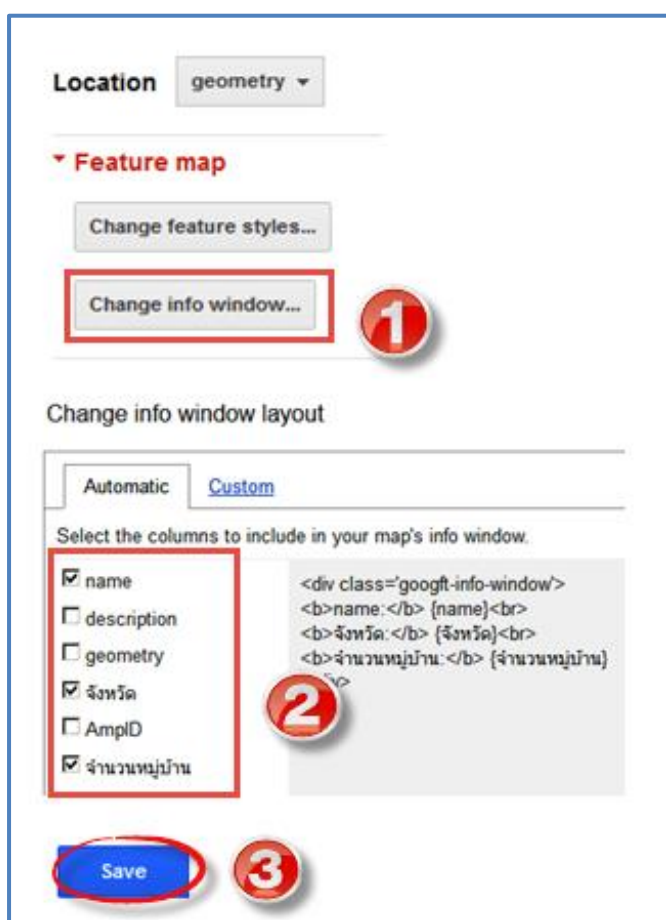 Location geometry
Feature map
Change feature styles...
Change info window...
1
Change info window layout
Automatic Custom
Select the columns to include in your map's info window.
name
description
geometry
จังหวัด
AmpID
จำนวนหมู่บ้าน
<div class='googft-info-window'>
<b>name:</b> {name}<br>
<b>จังหวัด:</b> {จังหวัด}<br>
<b>จำนวนหมู่บ้าน:</b> {จำนวนหมู่บ้าน}
2
Save
3